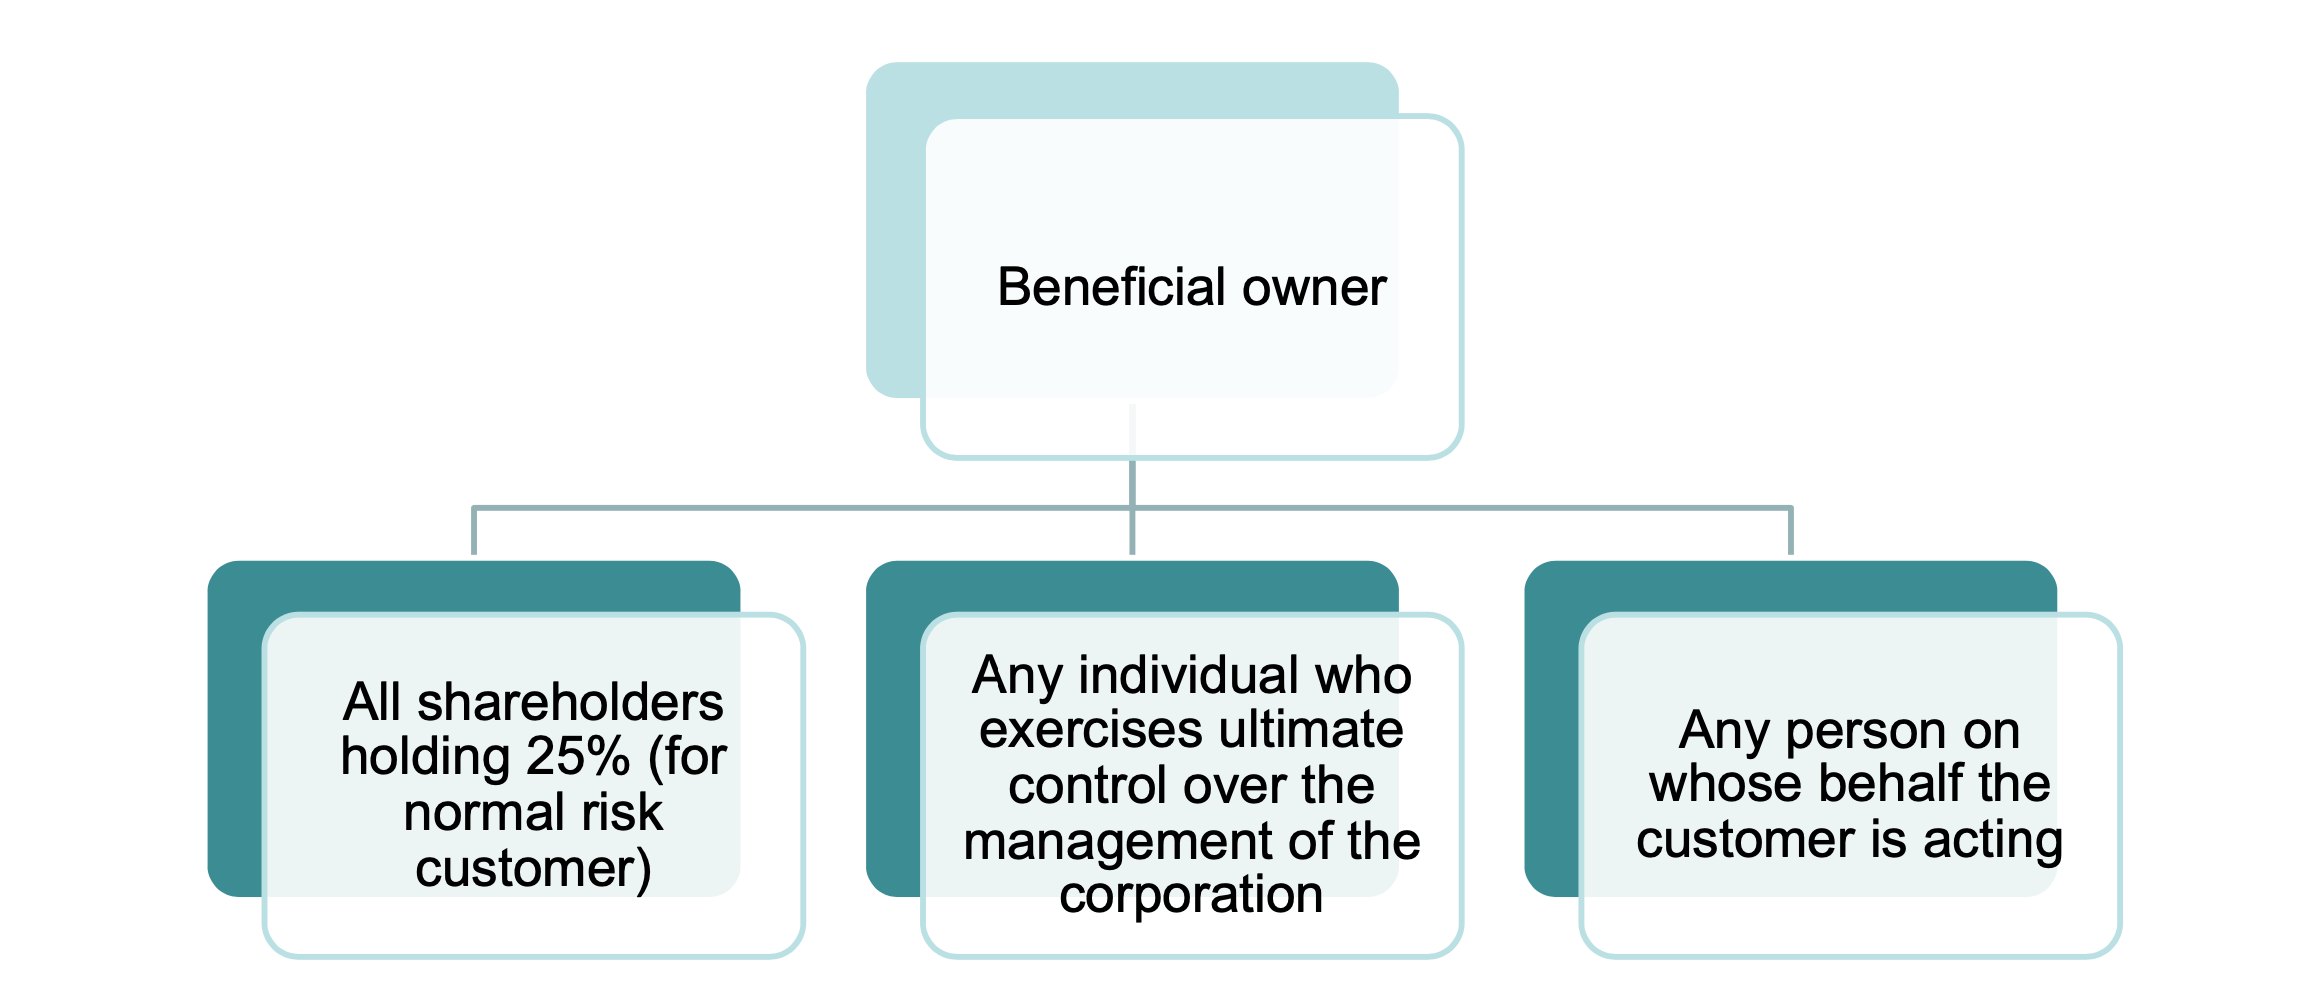 Beneficial owner
All shareholders
holding 25% (for
normal risk
customer)
Any individual who
exercises ultimate
control over the
management of the
corporation
Any person on
whose behalf the
customer is acting